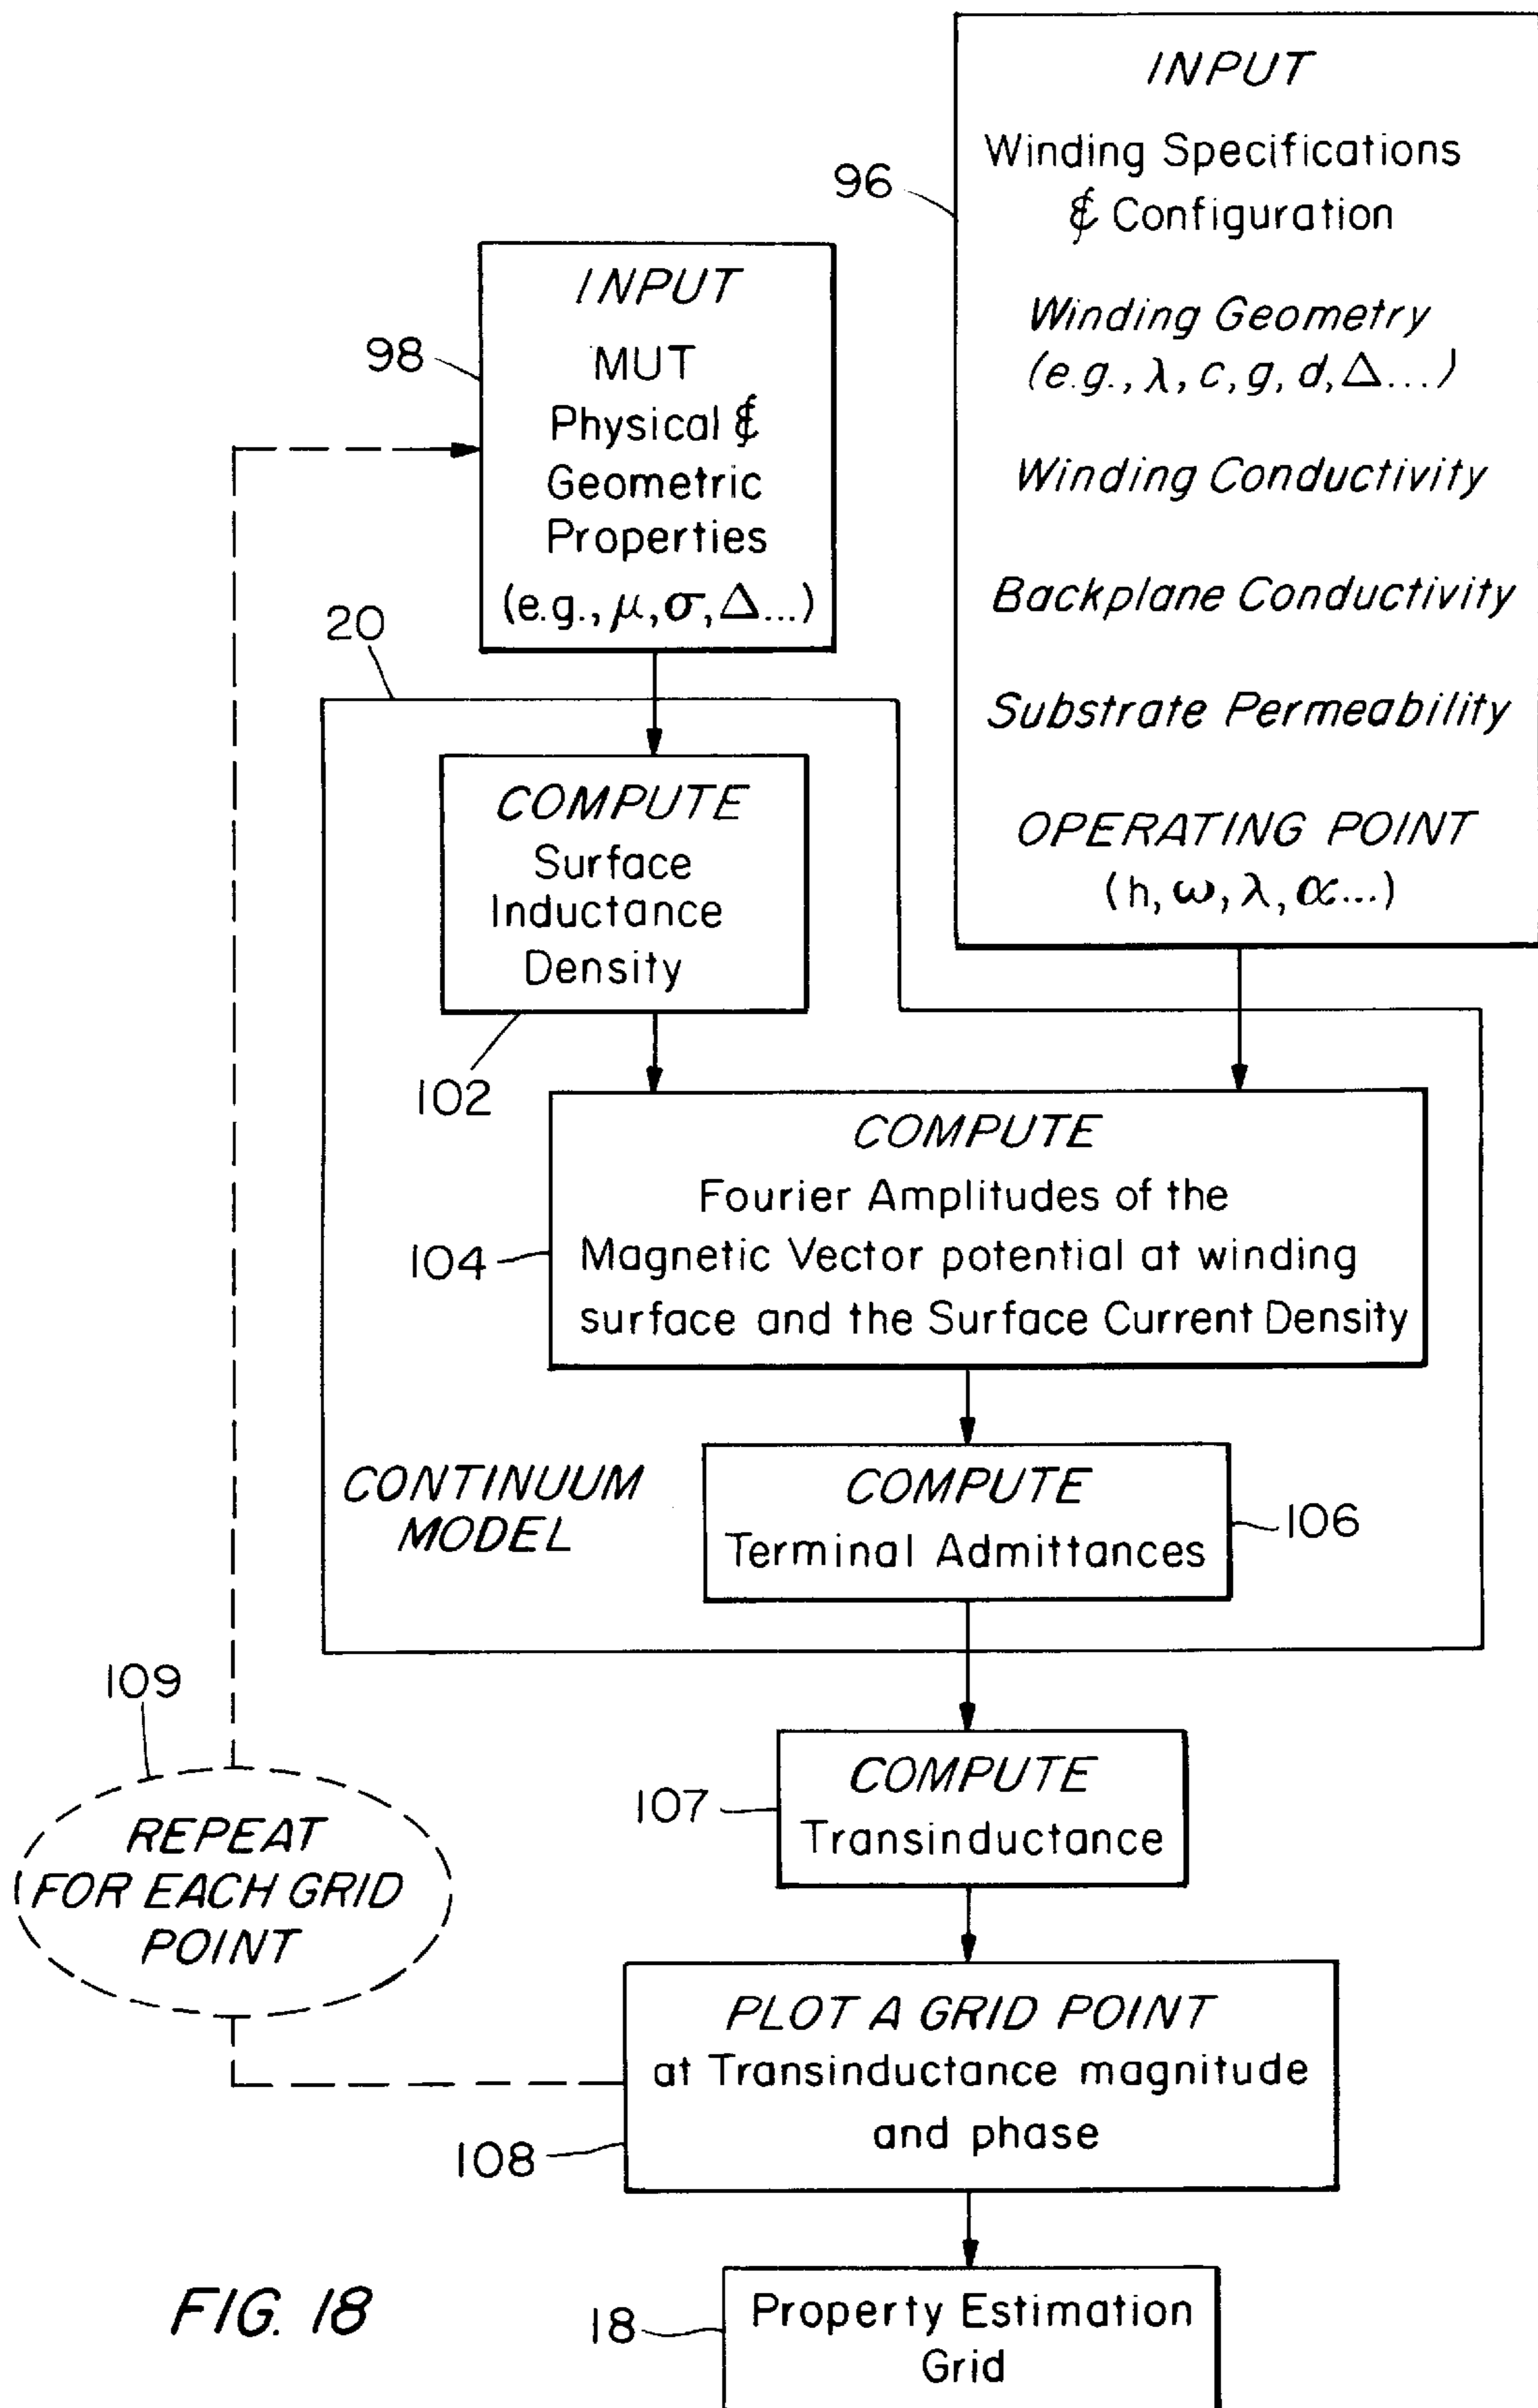 INPUT
Winding Specifications
& Configuration
Winding Geometry
(e.g., λ, c, g, d, Δ...)
Winding Conductivity
Backplane Conductivity
Substrate Permeability
OPERATING POINT
(h, ω, λ, α...)
96
INPUT
MUT
Physical &
Geometric
Properties
(e.g., μ, σ, Δ...)
98
20
COMPUTE
Surface
Inductance
Density
102
COMPUTE
Fourier Amplitudes of the
Magnetic Vector potential at winding
surface and the Surface Current Density
104
CONTINUUM
MODEL
COMPUTE
Terminal Admittances
106
109
REPEAT
FOR EACH GRID
POINT
COMPUTE
Transinductance
107
PLOT A GRID POINT
at Transinductance magnitude
and phase
108
Property Estimation
Grid
18
FIG. 18